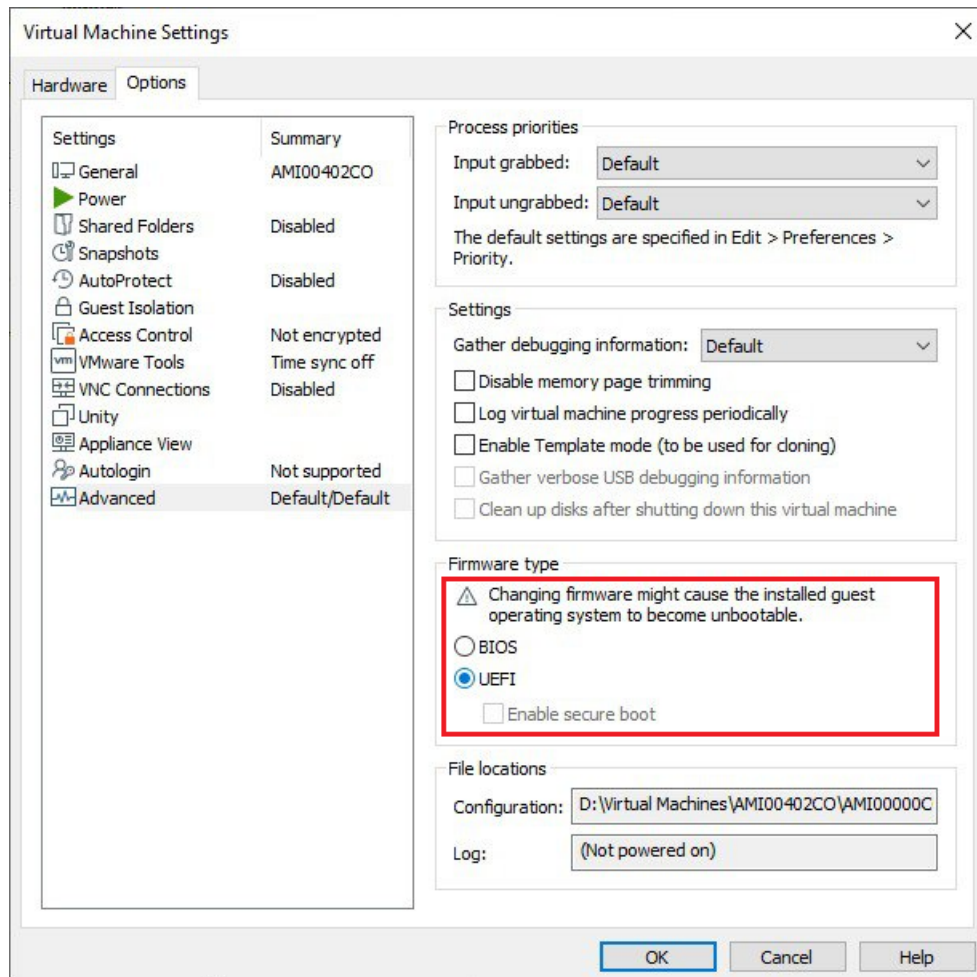 Virtual Machine Settings
Hardware
Options
Settings Summary
General AMI00402CO
Power
Shared Folders Disabled
Snapshots
AutoProtect Disabled
Guest Isolation
Access Control Not encrypted
vm VMware Tools Time sync off
VNC Connections Disabled
Unity
Appliance View
Autologin Not supported
Advanced Default/Default
Process priorities
Input grabbed: Default
Input ungrabbed: Default
The default settings are specified in Edit > Preferences >
Priority.
Settings
Gather debugging information: Default
Disable memory page trimming
Log virtual machine progress periodically
Enable Template mode (to be used for cloning)
Gather verbose USB debugging information
Clean up disks after shutting down this virtual machine
Firmware type
Changing firmware might cause the installed guest
operating system to become unbootable.
BIOS
UEFI
Enable secure boot
File locations
Configuration: D:\Virtual Machines\AMI00402CO\AMI00000C
Log: (Not powered on)
OK Cancel Help